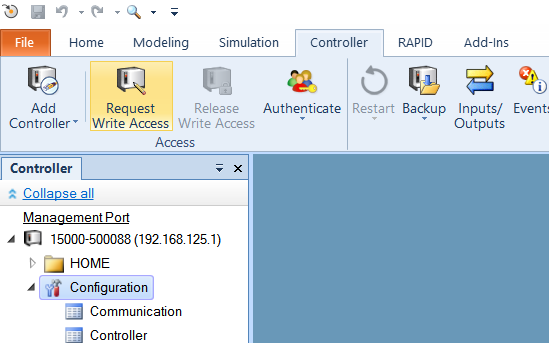 File Home Modeling Simulation Controller RAPID Add-Ins
Add Controller
Request Write Access
Release Write Access
Authenticate
Restart
Backup
Inputs/ Outputs
Events
Access
Controller
Collapse all
Management Port
15000-500088 (192.168.125.1)
HOME
Configuration
Communication
Controller